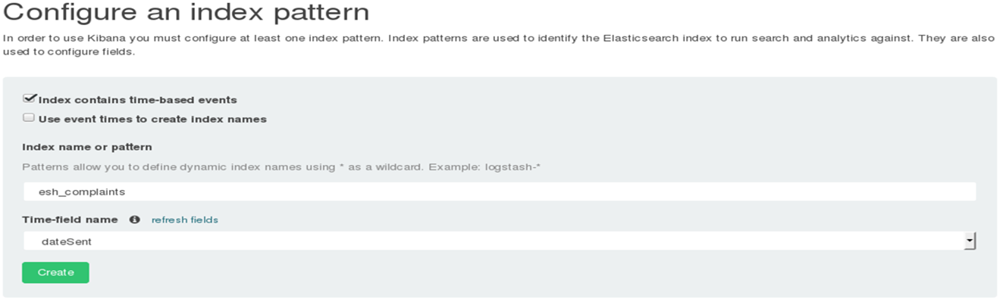 Configure an index pattern
In order to use Kibana you must configure at least one index pattern. Index patterns are used to identify the Elasticsearch index to run search and analytics against. They are also
used to configure fields.
Index contains time-based events
Use event times to create index names
Index name or pattern
Patterns allow you to define dynamic index names using * as a wildcard. Example: logstash-*
esh_complaints
Time-field name refresh fields
dateSent
Create